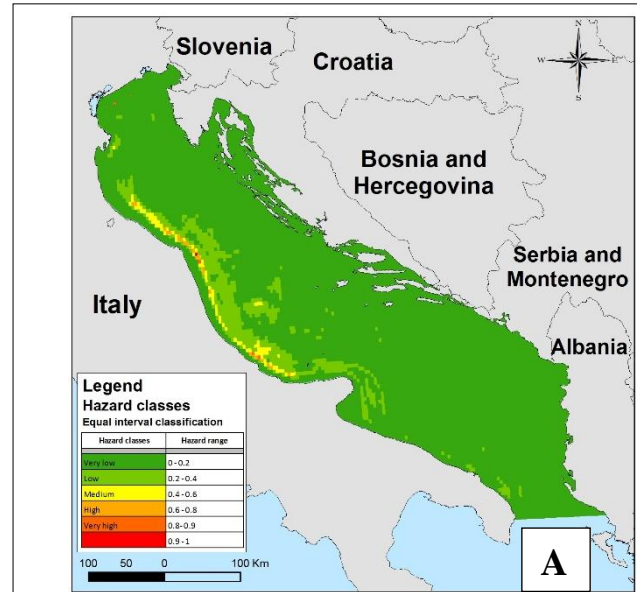 Slovenia
Croatia
N
W E
S
Bosnia and
Hercegovina
Serbia and
Montenegro
Italy
Albania
Legend
Hazard classes
Equal interval classification
Hazard classes Hazard range
Very low 0 - 0.2
Low 0.2 - 0.4
Medium 0.4 - 0.6
High 0.6 - 0.8
Very high 0.8-0.9
0.9 - 1
100 50 0 100 Km
A